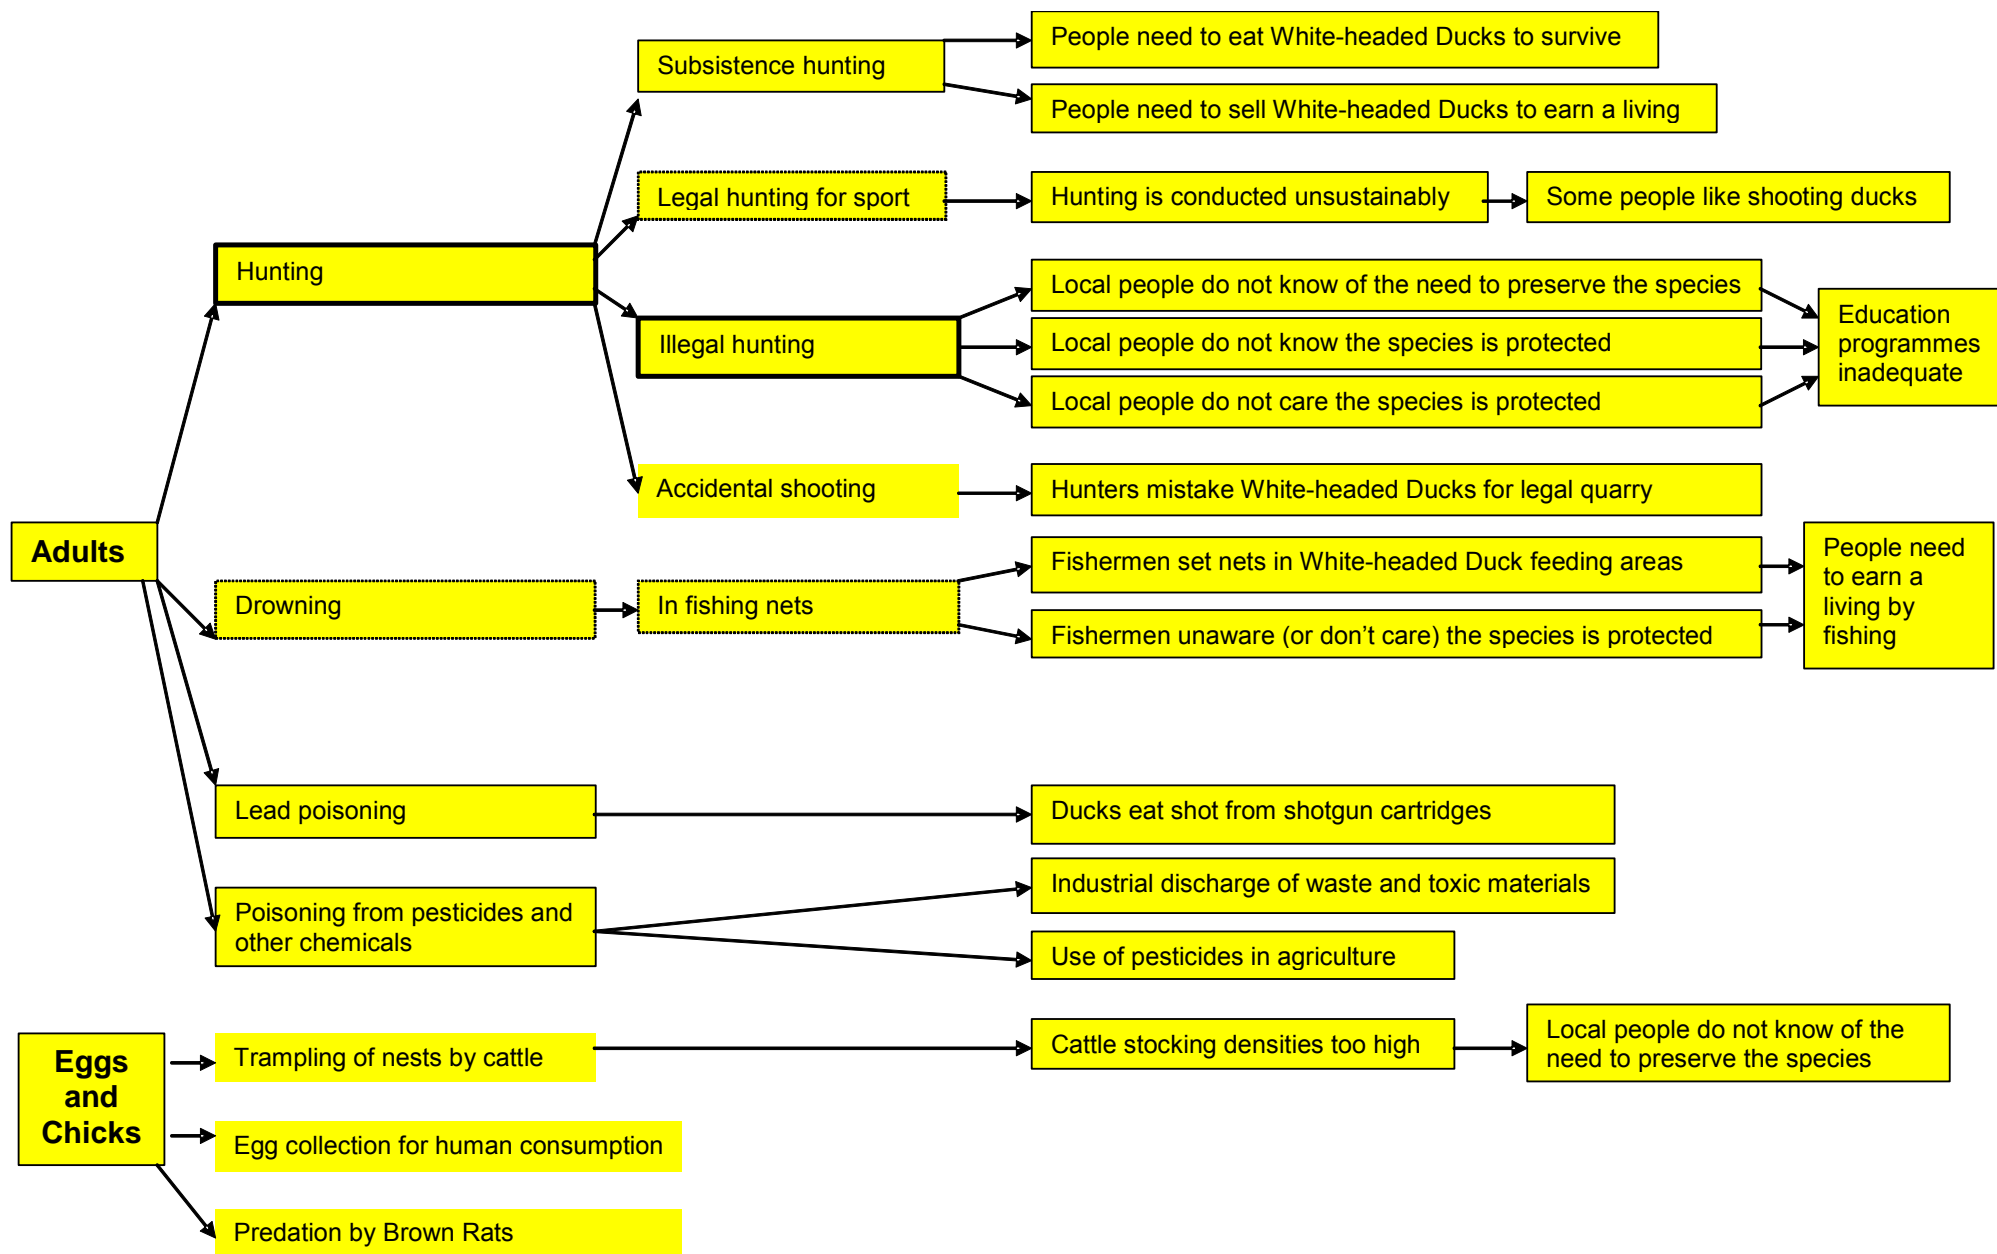 People need to eat White-headed Ducks to survive
Subsistence hunting
People need to sell White-headed Ducks to earn a living
Legal hunting for sport
Hunting is conducted unsustainably
Some people like shooting ducks
Hunting
Local people do not know of the need to preserve the species
Illegal hunting
Local people do not know the species is protected
Local people do not care the species is protected
Education
programmes
inadequate
Accidental shooting
Hunters mistake White-headed Ducks for legal quarry
Adults
Drowning
In fishing nets
Fishermen set nets in White-headed Duck feeding areas
Fishermen unaware (or don’t care) the species is protected
People need
to earn a
living by
fishing
Lead poisoning
Ducks eat shot from shotgun cartridges
Poisoning from pesticides and
other chemicals
Industrial discharge of waste and toxic materials
Use of pesticides in agriculture
Eggs
and
Chicks
Trampling of nests by cattle
Cattle stocking densities too high
Local people do not know of the
need to preserve the species
Egg collection for human consumption
Predation by Brown Rats